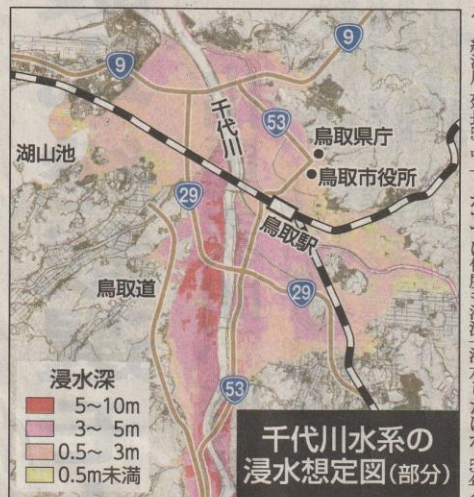 9
9
千代川
53
鳥取県庁
鳥取市役所
湖山池
29
鳥取駅
鳥取道
29
53
浸水深
5～10m
3～ 5m
0.5～ 3m
0.5m未満
千代川水系の
浸水想定図(部分)